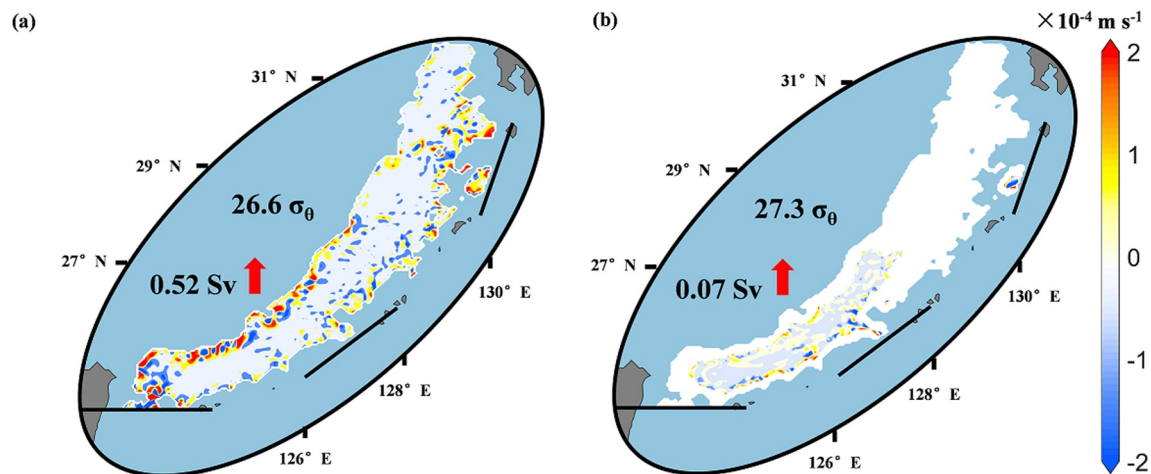 (a)
31° N
29° N
27° N
26.6 σθ
0.52 Sv
130° E
128° E
126° E
(b)
31° N
29° N
27° N
27.3 σθ
0.07 Sv
130° E
128° E
126° E
×10⁻⁴ m s⁻¹
2
1
0
-1
-2